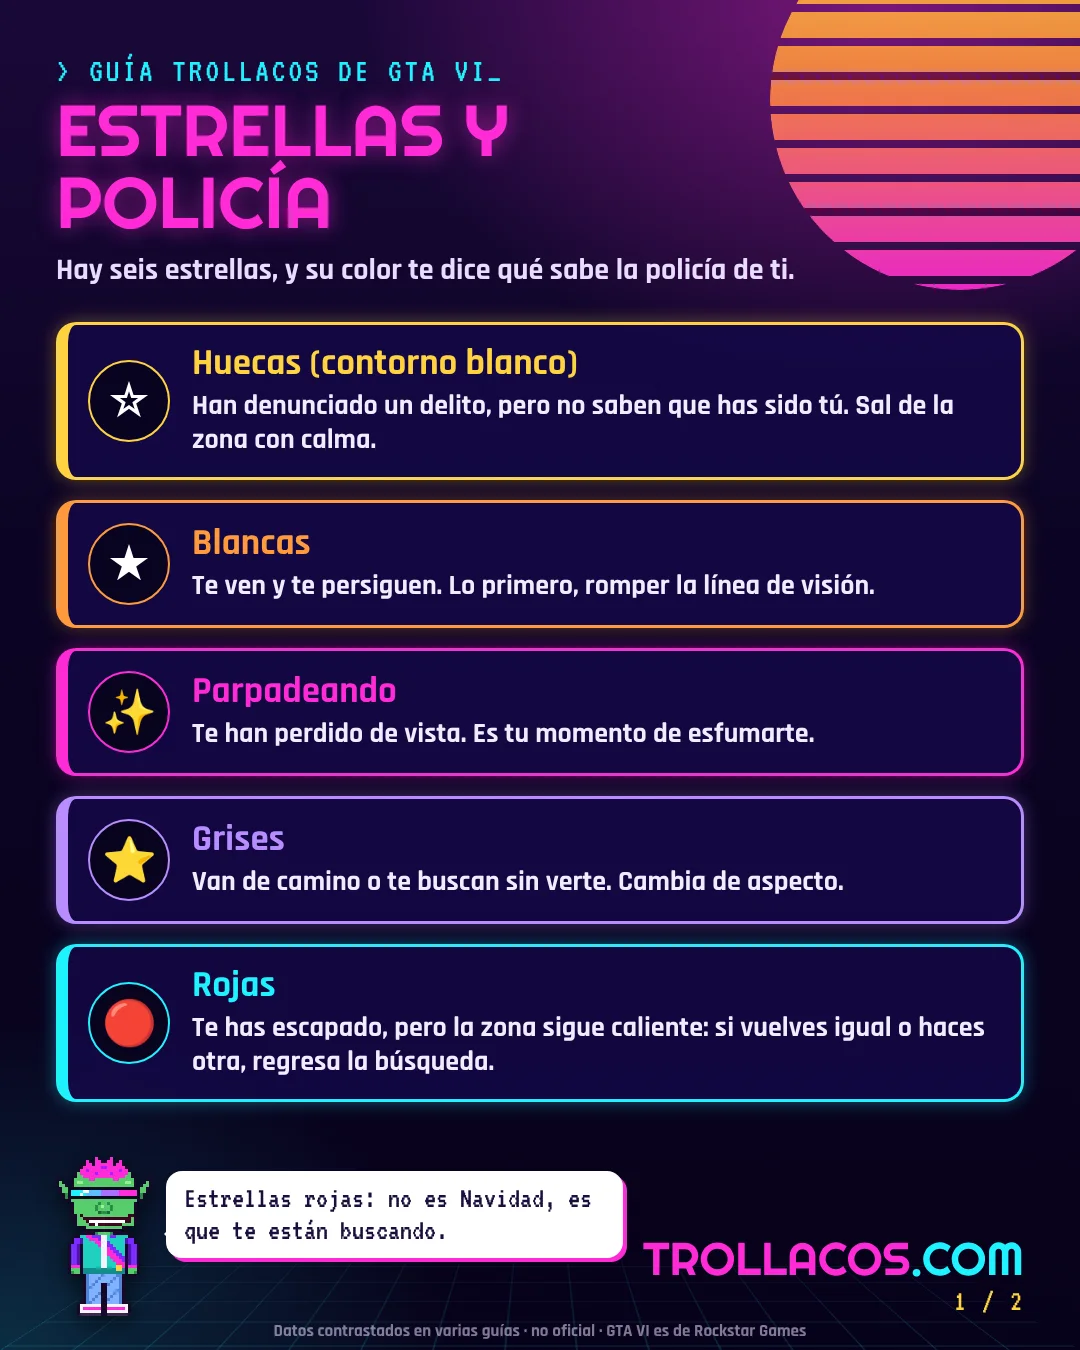 > GUÍA TROLLACOS DE GTA VI_
ESTRELLAS Y
POLICÍA
Hay seis estrellas, y su color te dice qué sabe la policía de ti.
Huecas (contorno blanco)
Han denunciado un delito, pero no saben que has sido tú. Sal de la
zona con calma.
Blancas
Te ven y te persiguen. Lo primero, romper la línea de visión.
Parpadeando
Te han perdido de vista. Es tu momento de esfumarte.
Grises
Van de camino o te buscan sin verte. Cambia de aspecto.
Rojas
Te has escapado, pero la zona sigue caliente: si vuelves igual o haces
otra, regresa la búsqueda.
Estrellas rojas: no es Navidad, es
que te están buscando.
TROLLACOS.COM
1 / 2
Datos contrastados en varias guías · no oficial · GTA VI es de Rockstar Games